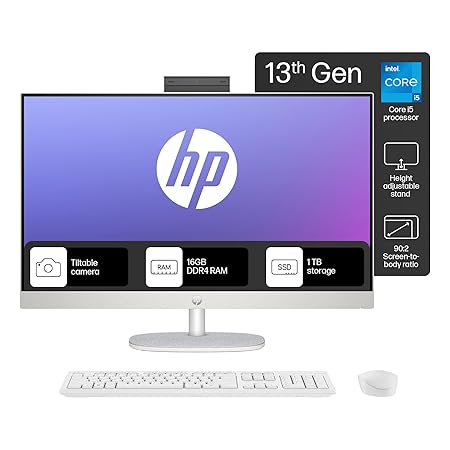 13th Gen
intel
CORE
i5
Core i5
processor
Height
adjustable
stand
90:2
Screen-to-
body ratio
hp
Tiltable
camera
RAM
16GB
DDR4 RAM
SSD
1 TB
storage
hp